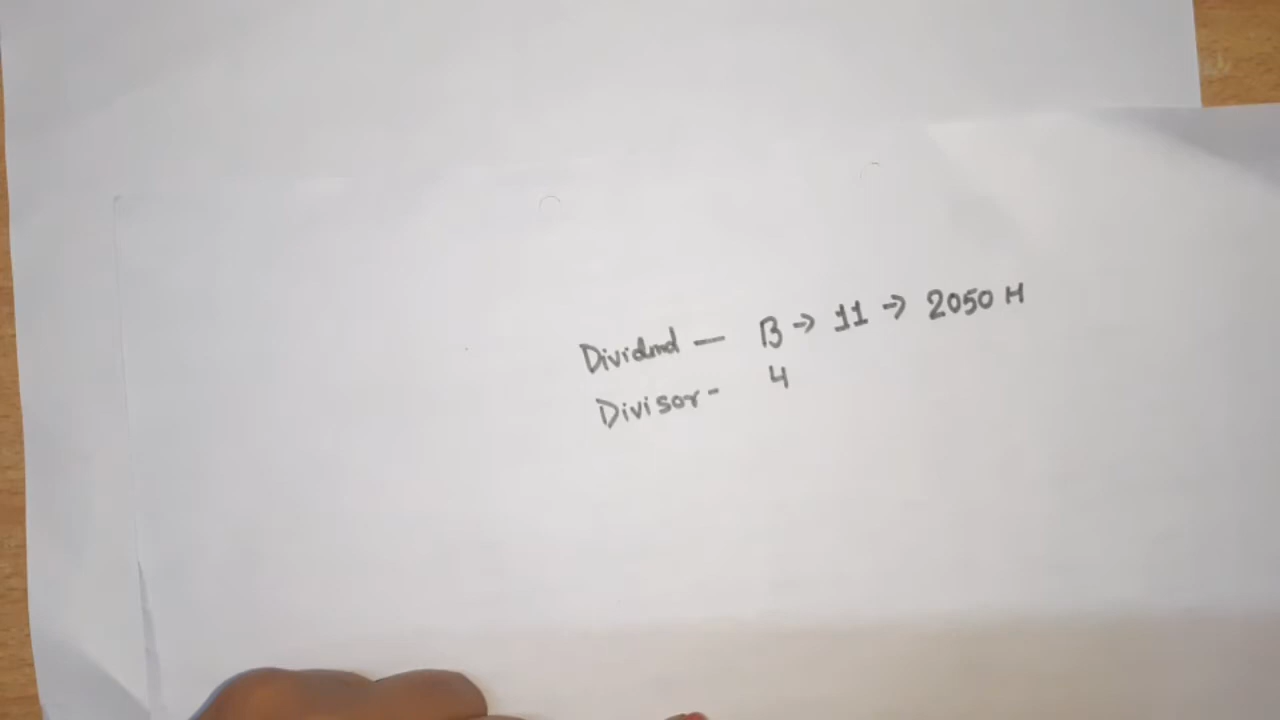 Dividend — B → 11 → 2050 H
Divisor - 4